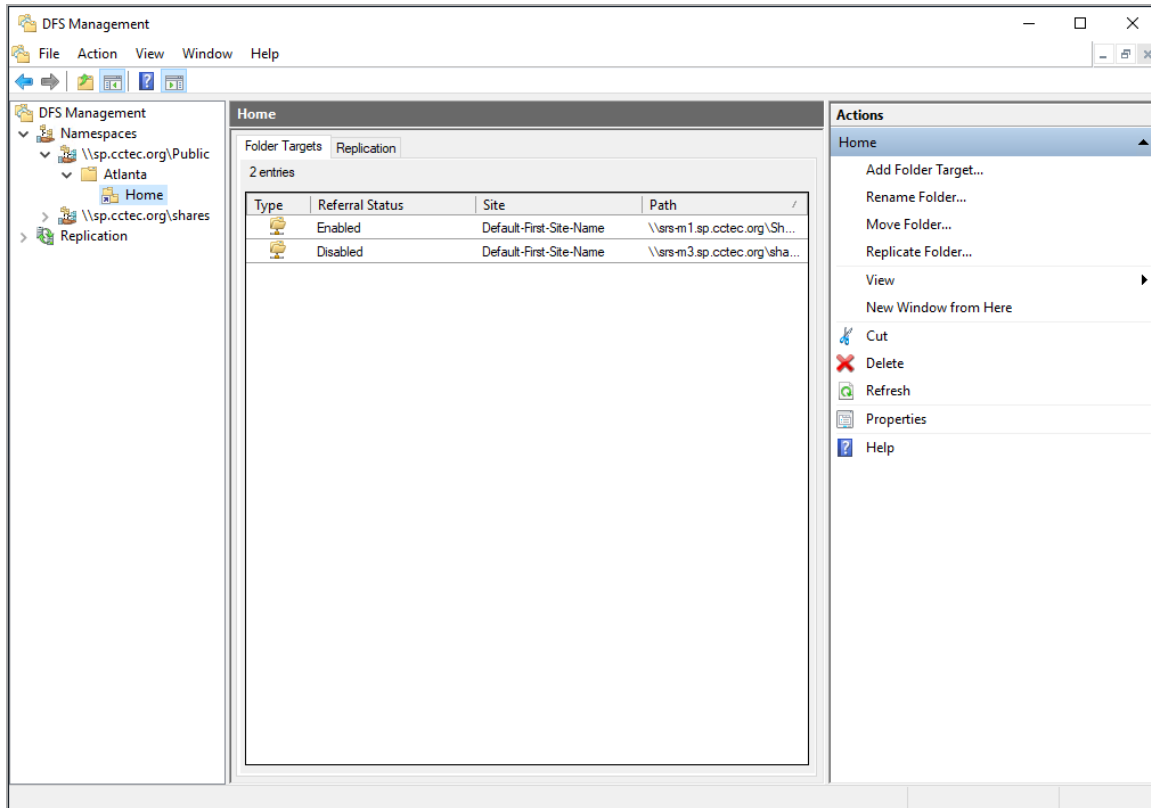 DFS Management
File Action View Window Help
DFS Management
Namespaces
\\sp.cctec.org\Public
Atlanta
Home
\\sp.cctec.org\shares
Replication
Home
Folder Targets Replication
2 entries
Type Referral Status Site Path
Enabled Default-First-Site-Name \\srs-m1.sp.cctec.org\Sh...
Disabled Default-First-Site-Name \\srs-m3.sp.cctec.org\sha...
Actions
Home
Add Folder Target...
Rename Folder...
Move Folder...
Replicate Folder...
View
New Window from Here
Cut
Delete
Refresh
Properties
Help